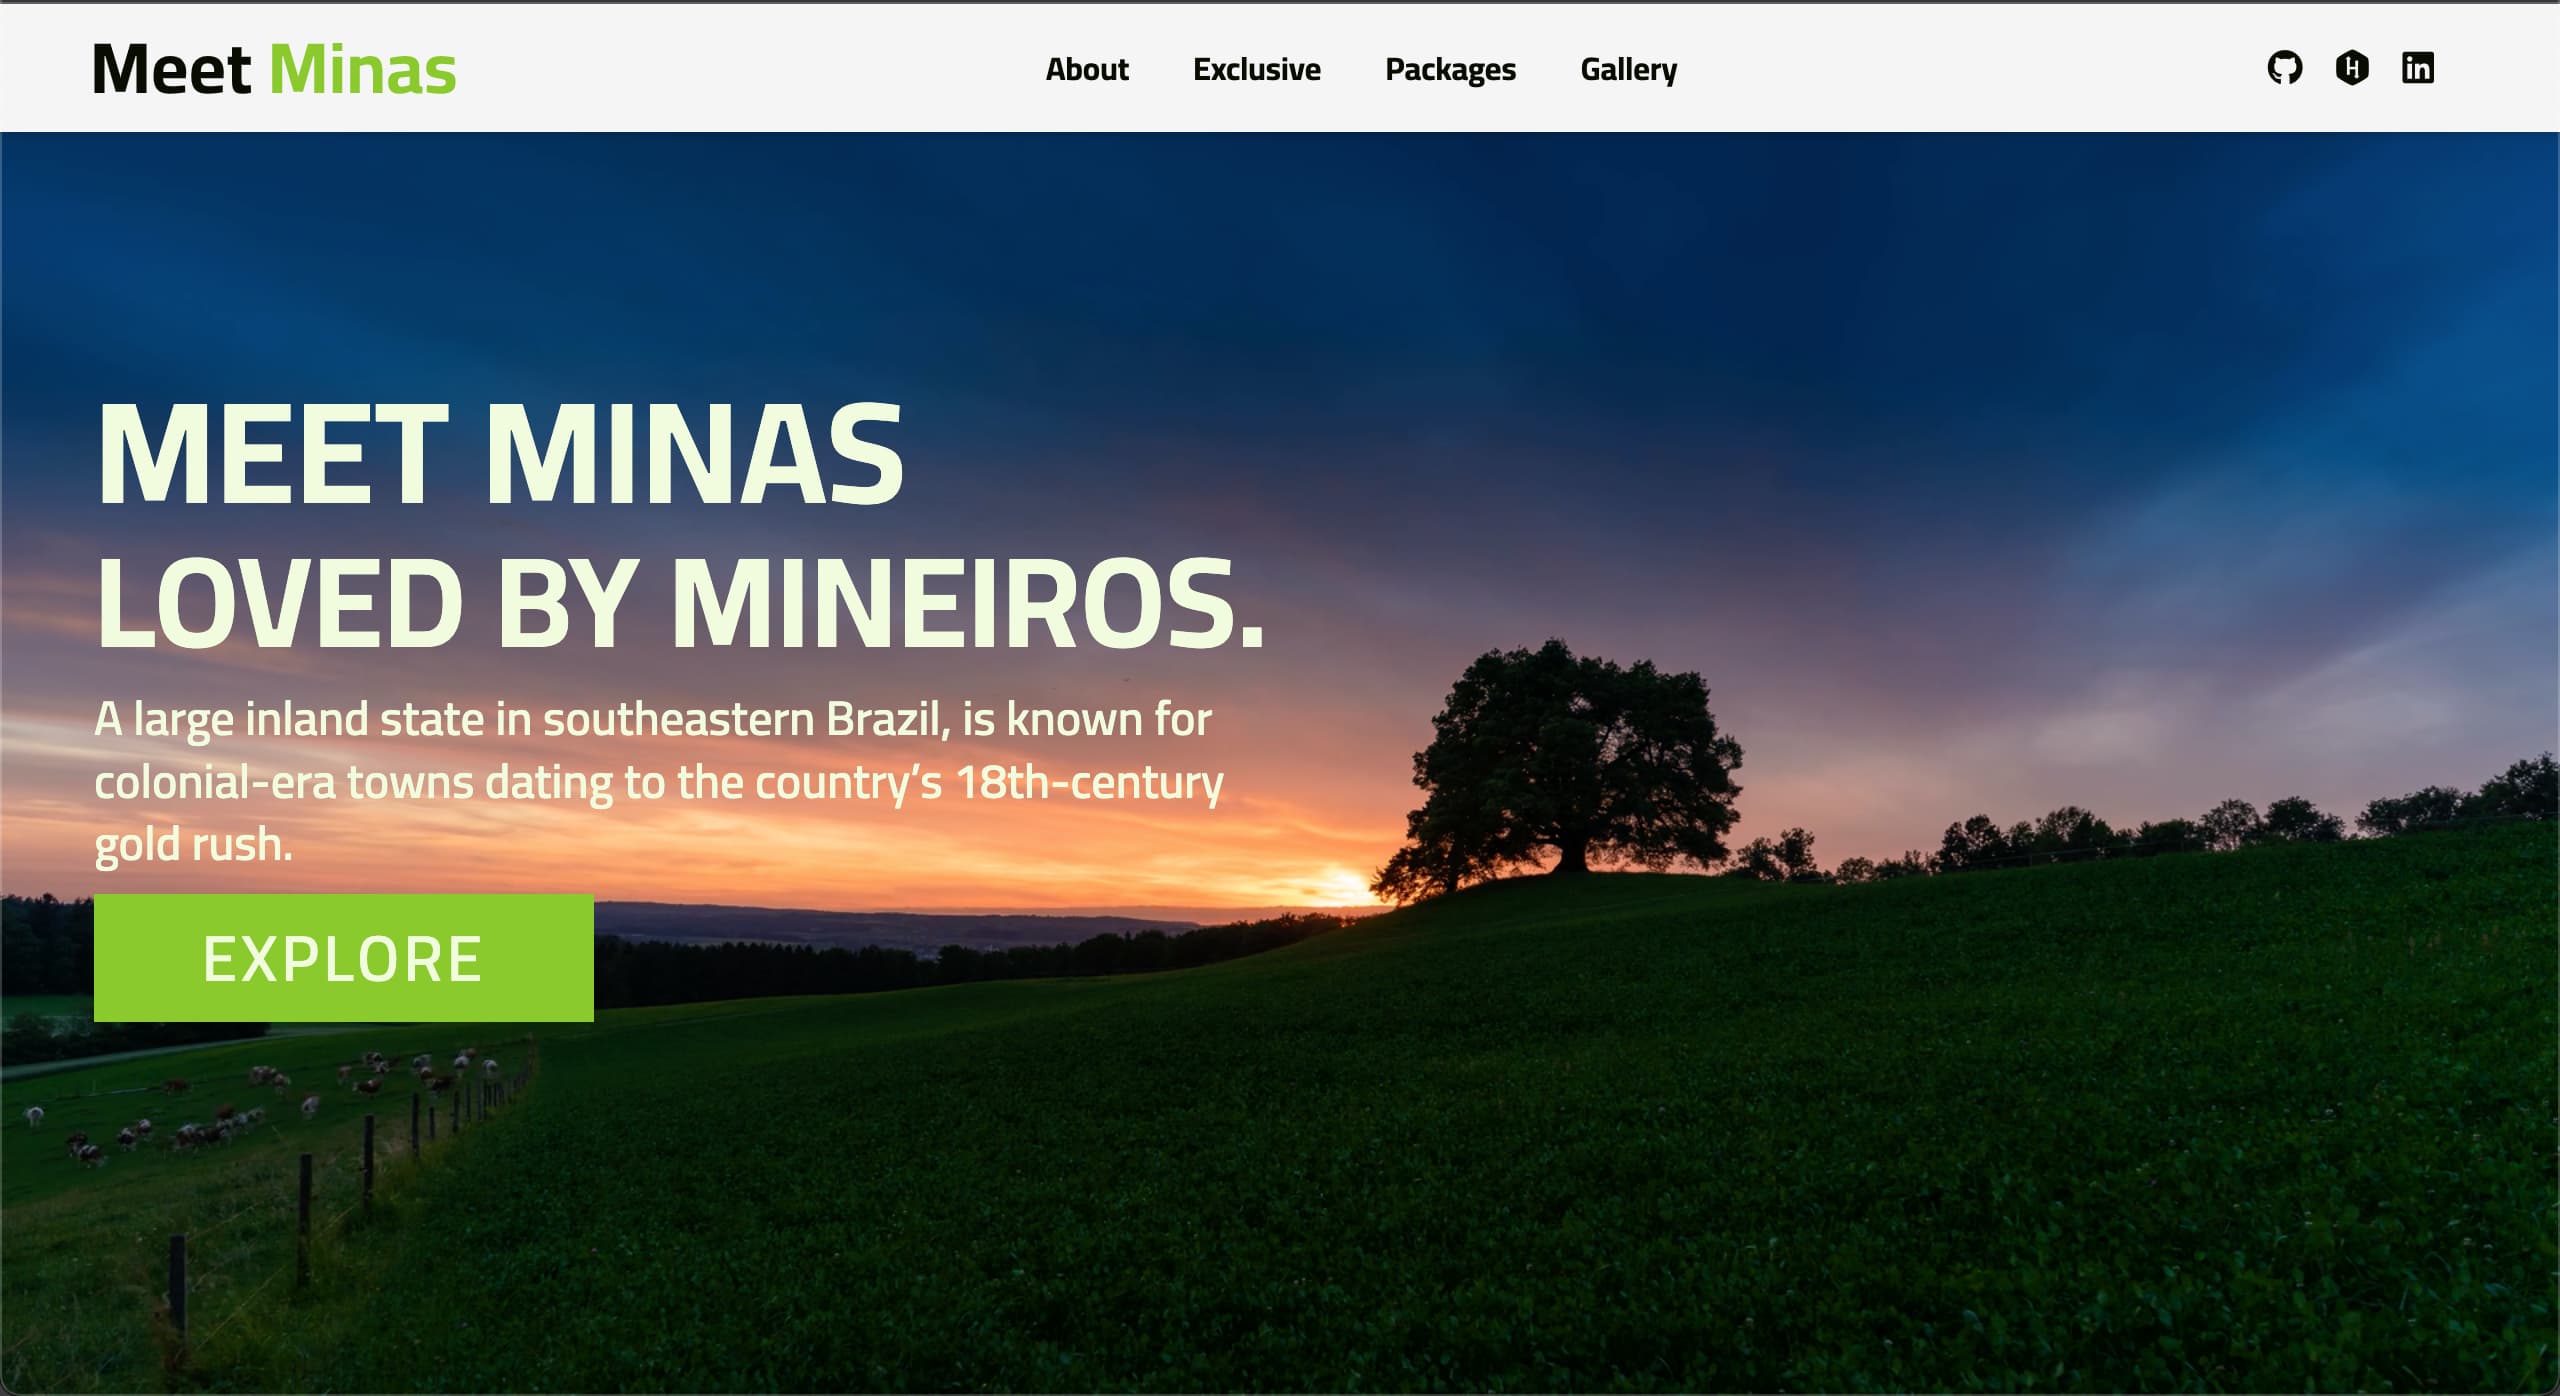 Meet Minas
About Exclusive Packages Gallery
MEET MINAS
LOVED BY MINEIROS.
A large inland state in southeastern Brazil, is known for
colonial-era towns dating to the country’s 18th-century
gold rush.
EXPLORE